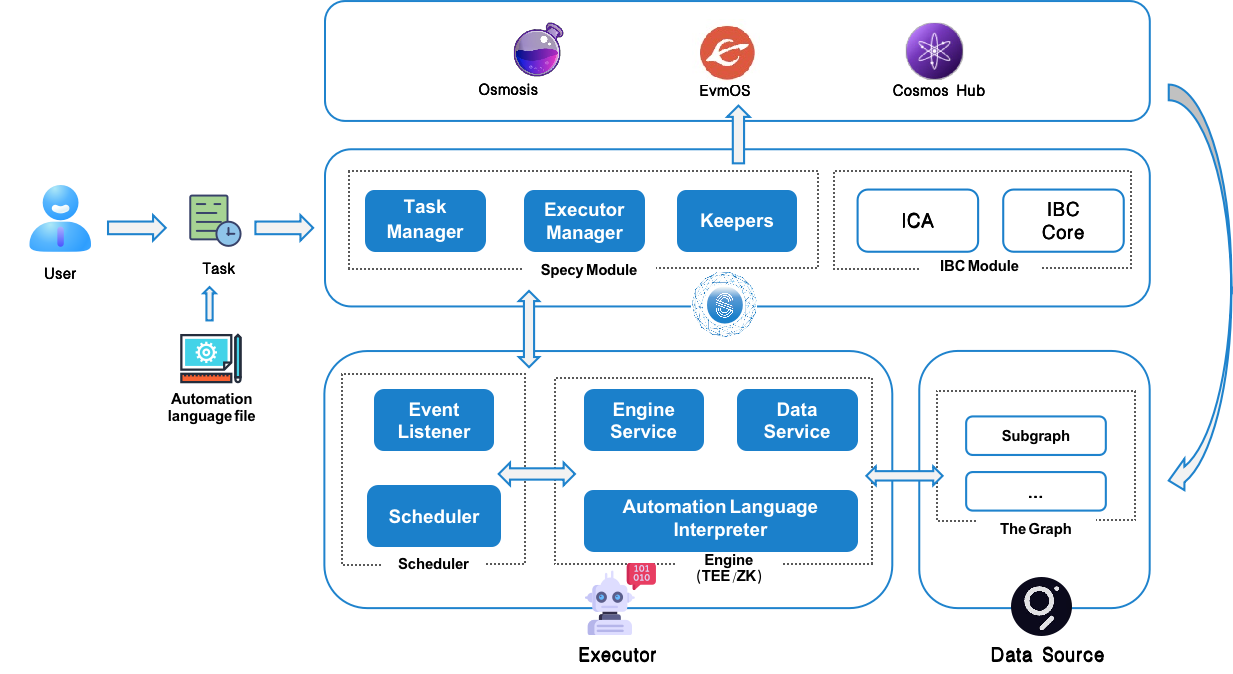 Osmosis
EvmOS
Cosmos Hub
User
Task
Automation
language file
Task
Manager
Executor
Manager
Keepers
Specy Module
ICA
IBC
Core
IBC Module
Event
Listener
Scheduler
Scheduler
Engine
Service
Data
Service
Automation Language
Interpreter
Engine
(TEE/ZK)
101
010
Executor
Subgraph
...
The Graph
Data Source